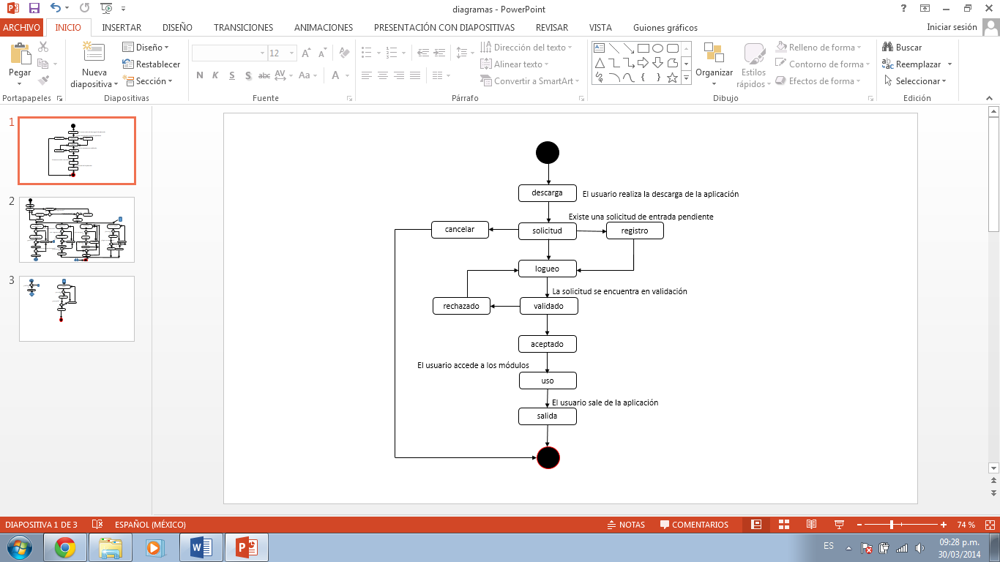 diagramas - PowerPoint
?
ARCHIVO INICIO INSERTAR DISEÑO TRANSICIONES ANIMACIONES PRESENTACIÓN CON DIAPOSITIVAS REVISAR VISTA Guiones gráficos Iniciar sesión
Pegar
Nueva diapositiva
Diseño
Restablecer
Sección
12
N K S S abc AV Aa A
Dirección del texto
Alinear texto
Convertir a SmartArt
Organizar
Estilos rápidos
Relleno de forma
Contorno de forma
Efectos de forma
Buscar
Reemplazar
Seleccionar
Portapapeles Diapositivas Fuente Párrafo Dibujo Edición
1
2
3
descarga
El usuario realiza la descarga de la aplicación
Existe una solicitud de entrada pendiente
cancelar solicitud registro
logueo
La solicitud se encuentra en validación
rechazado validado
aceptado
El usuario accede a los módulos
uso
El usuario sale de la aplicación
salida
DIAPOSITIVA 1 DE 3 ESPAÑOL (MÉXICO) NOTAS COMENTARIOS 74 %
ES
09:28 p.m.
30/03/2014